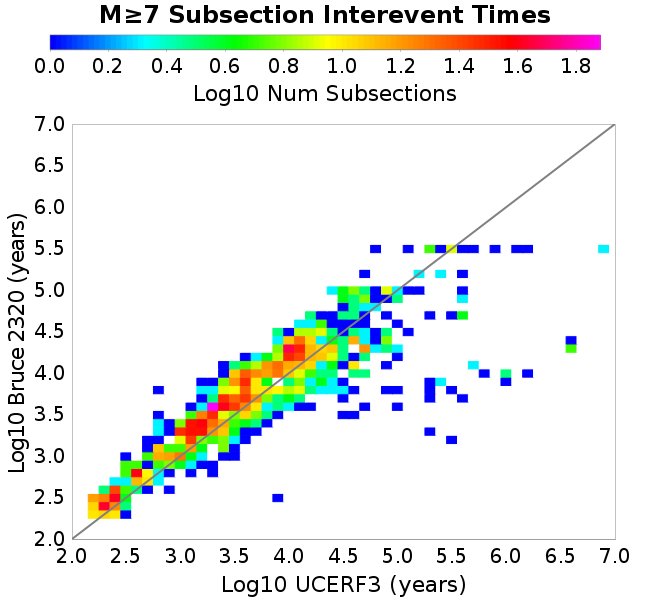 M≥7 Subsection Interevent Times
0.0 0.2 0.4 0.6 0.8 1.0 1.2 1.4 1.6 1.8
Log10 Num Subsections
Log10 Bruce 2320 (years)
7.0
6.5
6.0
5.5
5.0
4.5
4.0
3.5
3.0
2.5
2.0
2.0 2.5 3.0 3.5 4.0 4.5 5.0 5.5 6.0 6.5 7.0
Log10 UCERF3 (years)